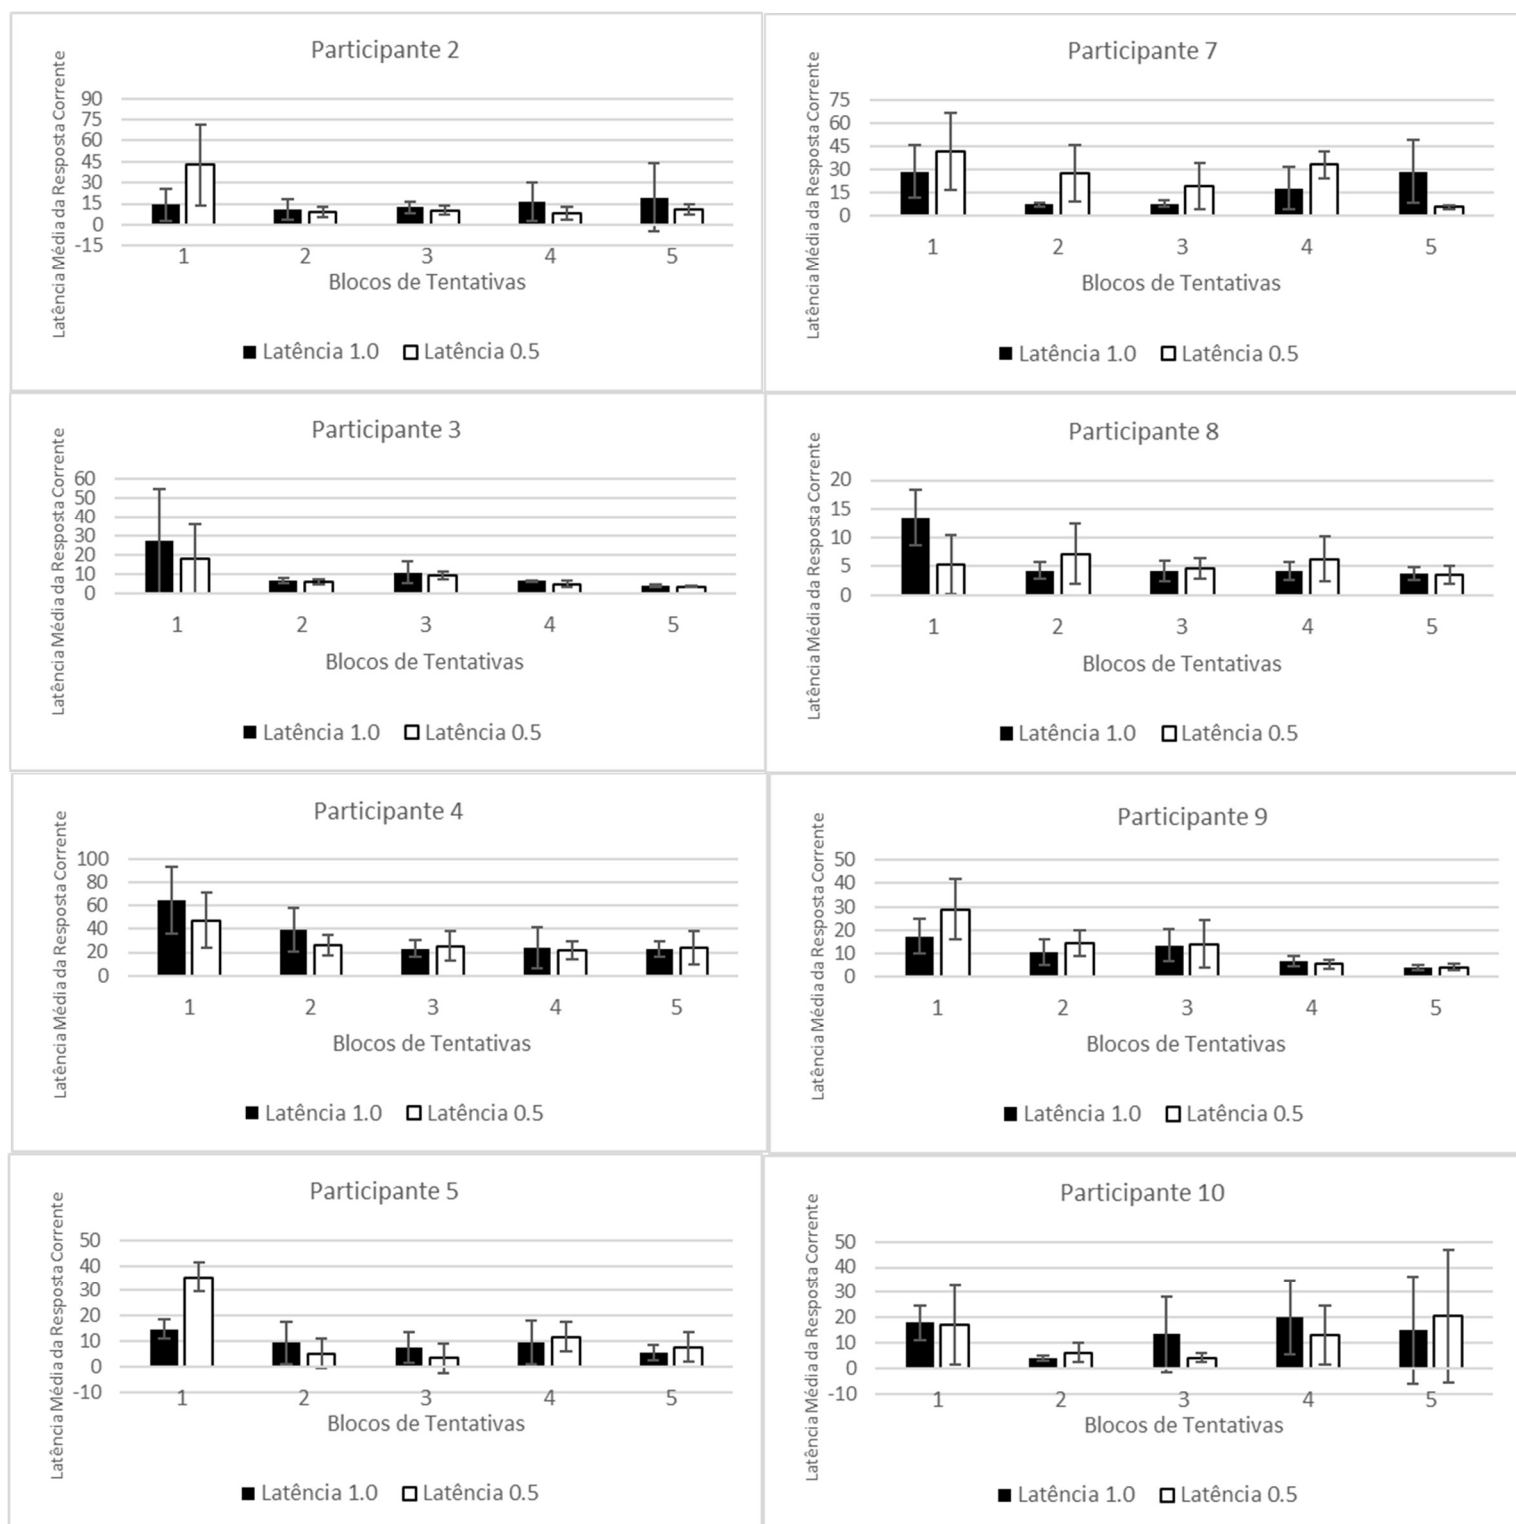 Participante 2
Latência Média da Resposta Corrente
90
75
60
45
30
15
0
-15
1 2 3 4 5
Blocos de Tentativas
Latência 1.0 Latência 0.5
Participante 7
Latência Média da Resposta Corrente
75
60
45
30
15
0
1 2 3 4 5
Blocos de Tentativas
Latência 1.0 Latência 0.5
Participante 3
Latência Média da Resposta Corrente
60
50
40
30
20
10
0
1 2 3 4 5
Blocos de Tentativas
Latência 1.0 Latência 0.5
Participante 8
Latência Média da Resposta Corrente
20
15
10
5
0
1 2 3 4 5
Blocos de Tentativas
Latência 1.0 Latência 0.5
Participante 4
Latência Média da Resposta Corrente
100
80
60
40
20
0
1 2 3 4 5
Blocos de Tentativas
Latência 1.0 Latência 0.5
Participante 9
Latência Média da Resposta Corrente
50
40
30
20
10
0
1 2 3 4 5
Blocos de Tentativas
Latência 1.0 Latência 0.5
Participante 5
Latência Média da Resposta Corrente
50
40
30
20
10
0
-10
1 2 3 4 5
Blocos de Tentativas
Latência 1.0 Latência 0.5
Participante 10
Latência Média da Resposta Corrente
50
40
30
20
10
0
-10
1 2 3 4 5
Blocos de Tentativas
Latência 1.0 Latência 0.5